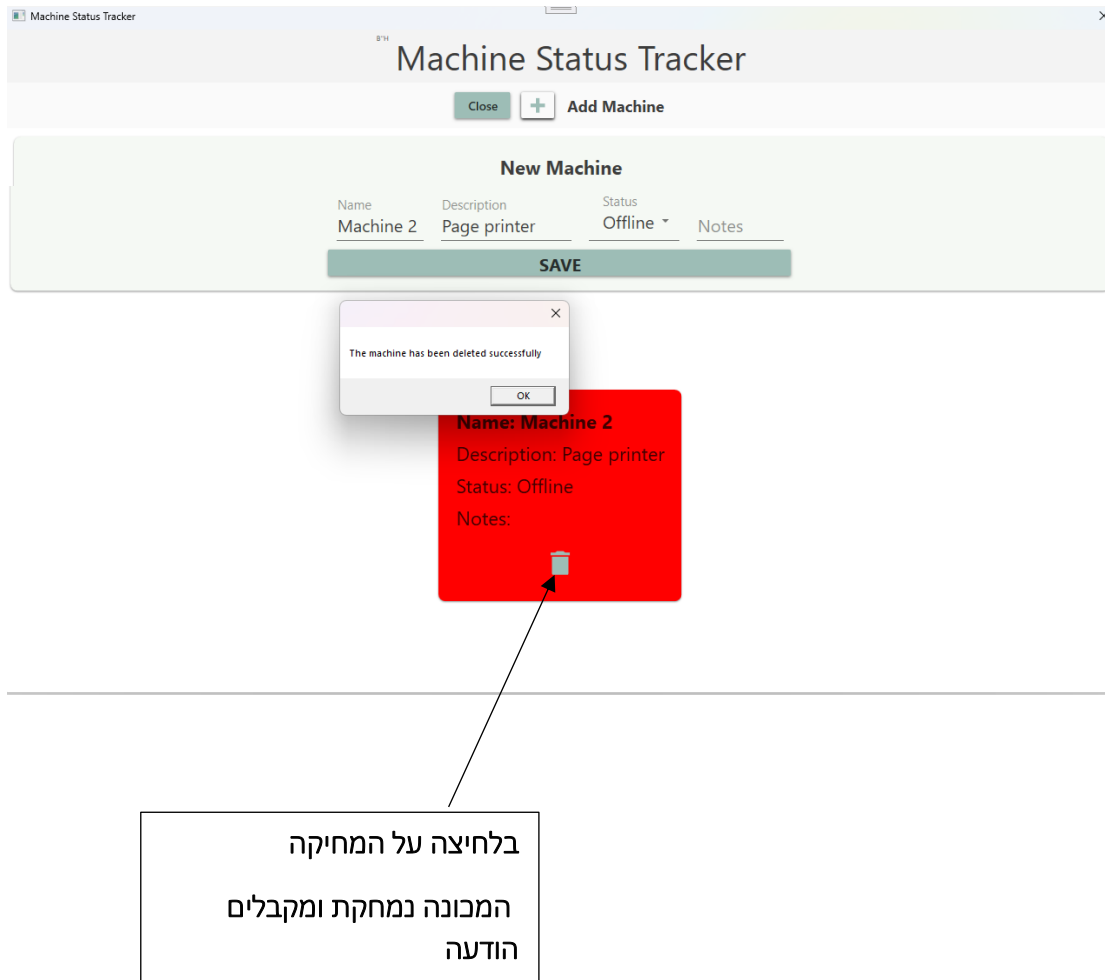 Machine Status Tracker
B"H
Machine Status Tracker
Close
Add Machine
New Machine
Name
Description
Status
Machine 2
Page printer
Offline
Notes
SAVE
The machine has been deleted successfully
OK
Name: Machine 2
Description: Page printer
Status: Offline
Notes:
בלחיצה על המחיקה
המכונה נמחקת ומקבלים
הודעה